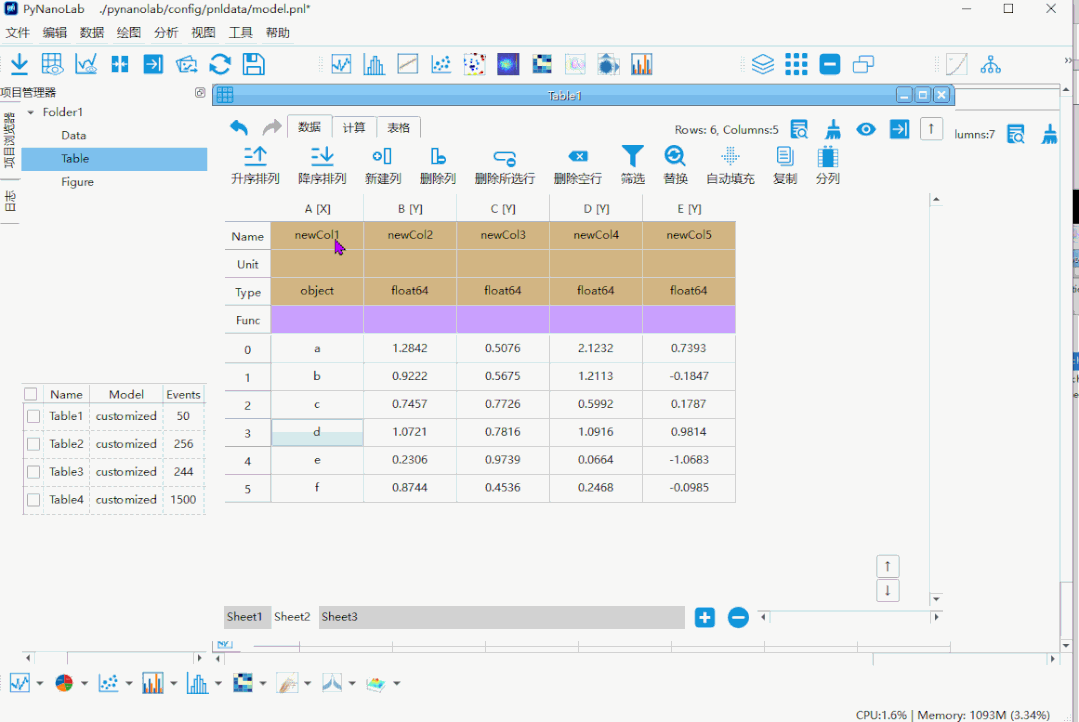 PyNanoLab ./pynanolab/config/pnldata/model.pnl*
文件 编辑 数据 绘图 分析 视图 工具 帮助
项目管理器
项目浏览器
日志
Folder1
Data
Table
Figure
Name Model Events
Table1 customized 50
Table2 customized 256
Table3 customized 244
Table4 customized 1500
Table1
数据 计算 表格
Rows: 6, Columns:5
lumns:7
升序排列 降序排列 新建列 删除列 删除所选行 删除空行 筛选 替换 自动填充 复制 分列
A [X] B [Y] C [Y] D [Y] E [Y]
Name newCol1 newCol2 newCol3 newCol4 newCol5
Unit
Type object float64 float64 float64 float64
Func
0 a 1.2842 0.5076 2.1232 0.7393
1 b 0.9222 0.5675 1.2113 -0.1847
2 c 0.7457 0.7726 0.5992 0.1787
3 d 1.0721 0.7816 1.0916 0.9814
4 e 0.2306 0.9739 0.0664 -1.0683
5 f 0.8744 0.4536 0.2468 -0.0985
Sheet1 Sheet2 Sheet3
CPU:1.6% | Memory: 1093M (3.34%)